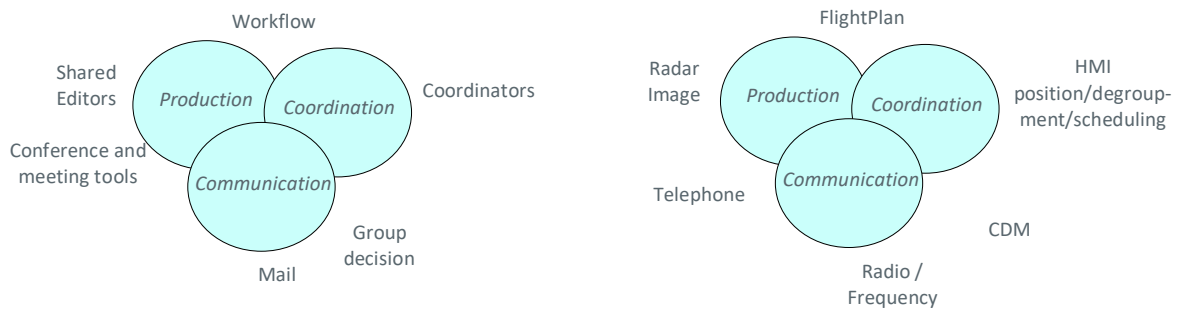 Workflow
Shared
Editors
Production
Coordination
Coordinators
Conference and
meeting tools
Communication
Group
decision
Mail
FlightPlan
Radar
Image
Production
Coordination
HMI
position/degroup-
ment/scheduling
Telephone
Communication
CDM
Radio /
Frequency